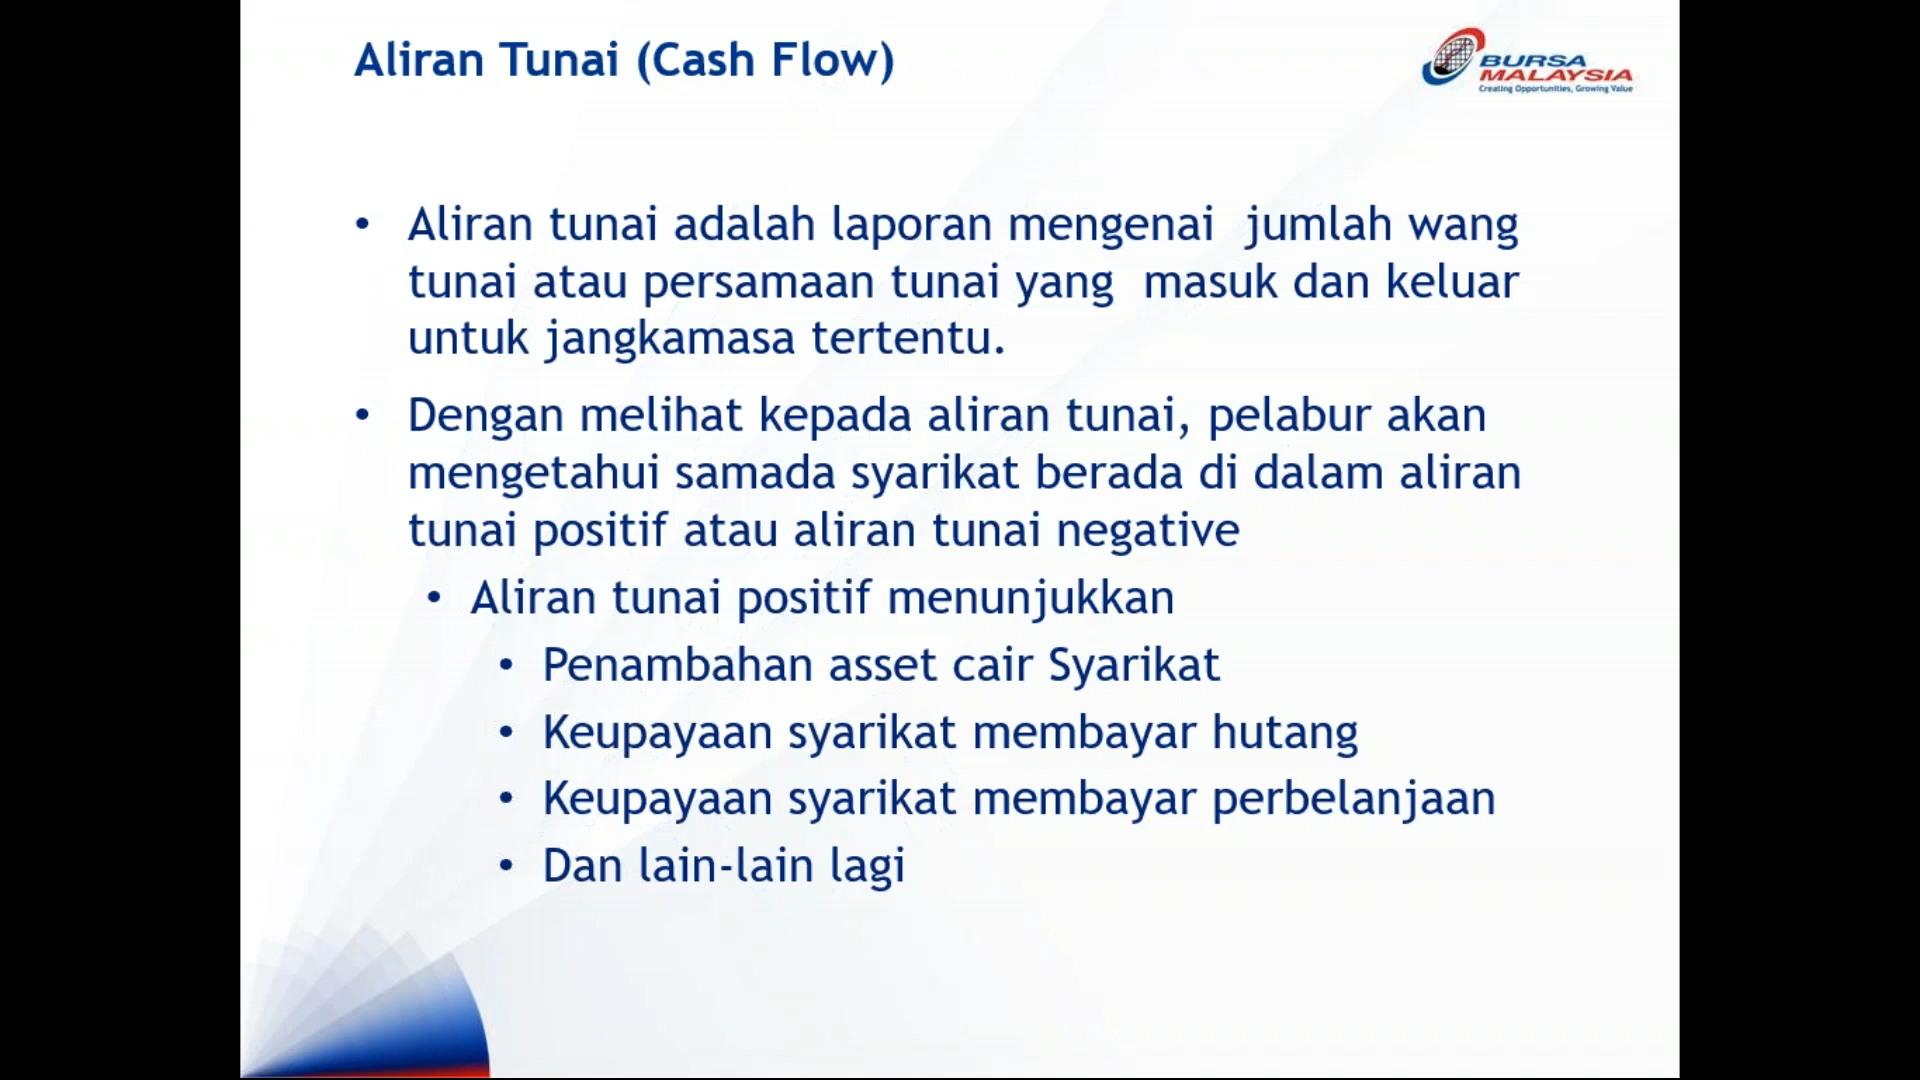 Aliran Tunai (Cash Flow)
BURSA
MALAYSIA
Creating Opportunities, Growing Value
• Aliran tunai adalah laporan mengenai jumlah wang
tunai atau persamaan tunai yang masuk dan keluar
untuk jangkamasa tertentu.
• Dengan melihat kepada aliran tunai, pelabur akan
mengetahui samada syarikat berada di dalam aliran
tunai positif atau aliran tunai negative
• Aliran tunai positif menunjukkan
• Penambahan asset cair Syarikat
• Keupayaan syarikat membayar hutang
• Keupayaan syarikat membayar perbelanjaan
• Dan lain-lain lagi